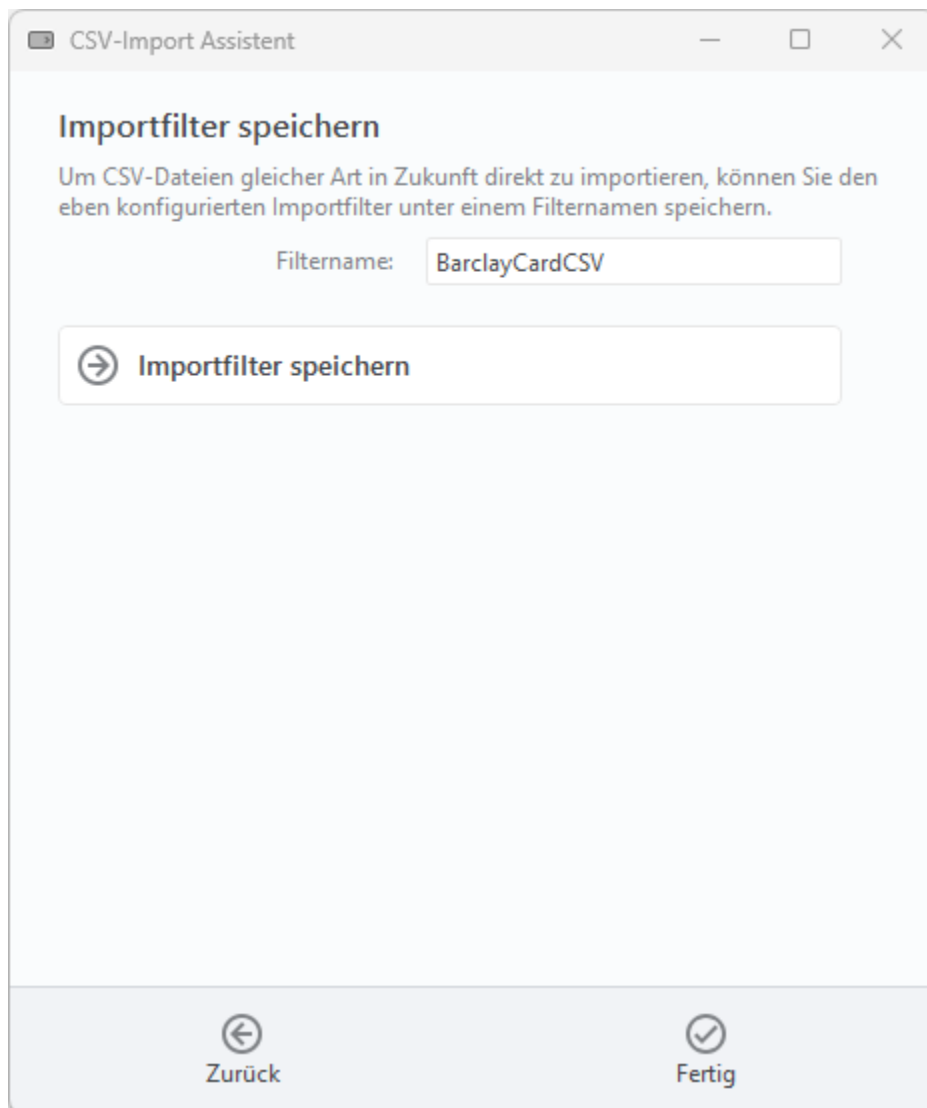 CSV-Import Assistent
Importfilter speichern
Um CSV-Dateien gleicher Art in Zukunft direkt zu importieren, können Sie den
eben konfigurierten Importfilter unter einem Filternamen speichern.
Filtername: BarclayCardCSV
Importfilter speichern
Zurück Fertig